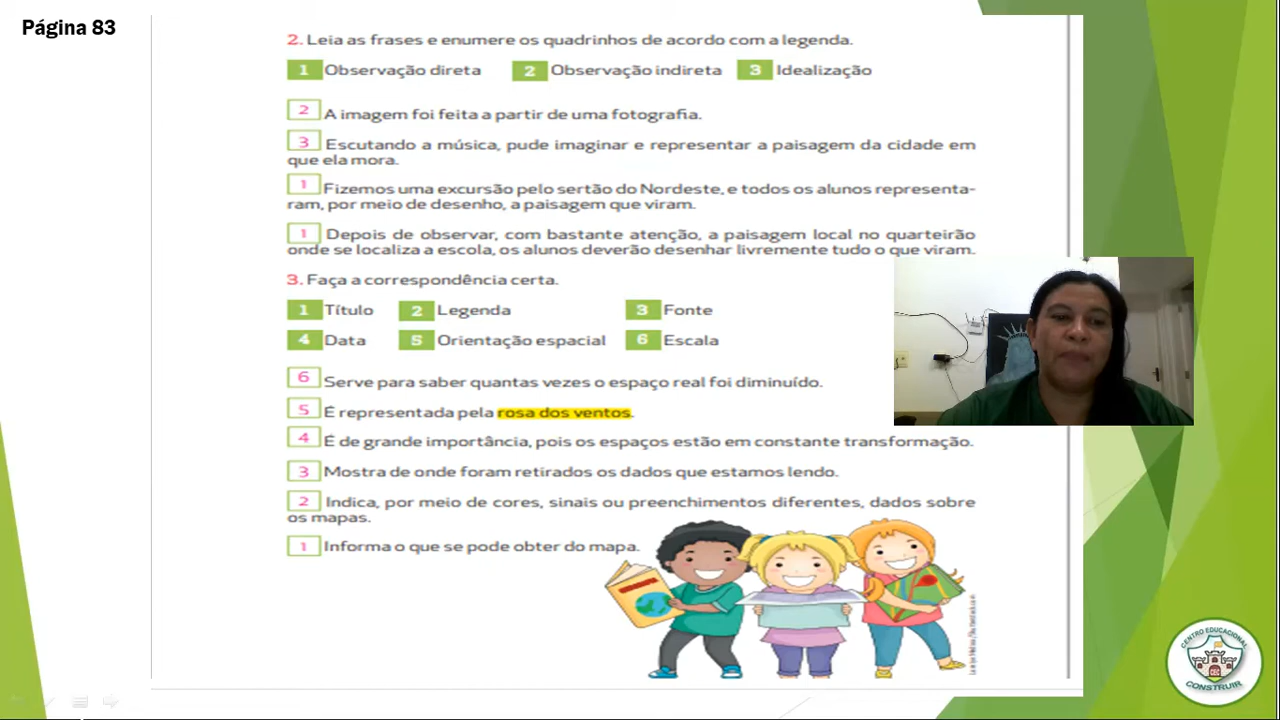 Página 83
2. Leia as frases e enumere os quadrinhos de acordo com a legenda.
1 Observação direta 2 Observação indireta 3 Idealização
2 A imagem foi feita a partir de uma fotografia.
3 Escutando a música, pude imaginar e representar a paisagem da cidade em
que ela mora.
1 Fizemos uma excursão pelo sertão do Nordeste, e todos os alunos representa-
ram, por meio de desenho, a paisagem que viram.
1 Depois de observar, com bastante atenção, a paisagem local no quarteirão
onde se localiza a escola, os alunos deverão desenhar livremente tudo o que viram.
3. Faça a correspondência certa.
1 Título 2 Legenda 3 Fonte
4 Data 5 Orientação espacial 6 Escala
6 Serve para saber quantas vezes o espaço real foi diminuído.
5 É representada pela rosa dos ventos.
4 É de grande importância, pois os espaços estão em constante transformação.
3 Mostra de onde foram retirados os dados que estamos lendo.
2 Indica, por meio de cores, sinais ou preenchimentos diferentes, dados sobre
os mapas.
1 Informa o que se pode obter do mapa.
CENTRO EDUCACIONAL
CONSTRUIR